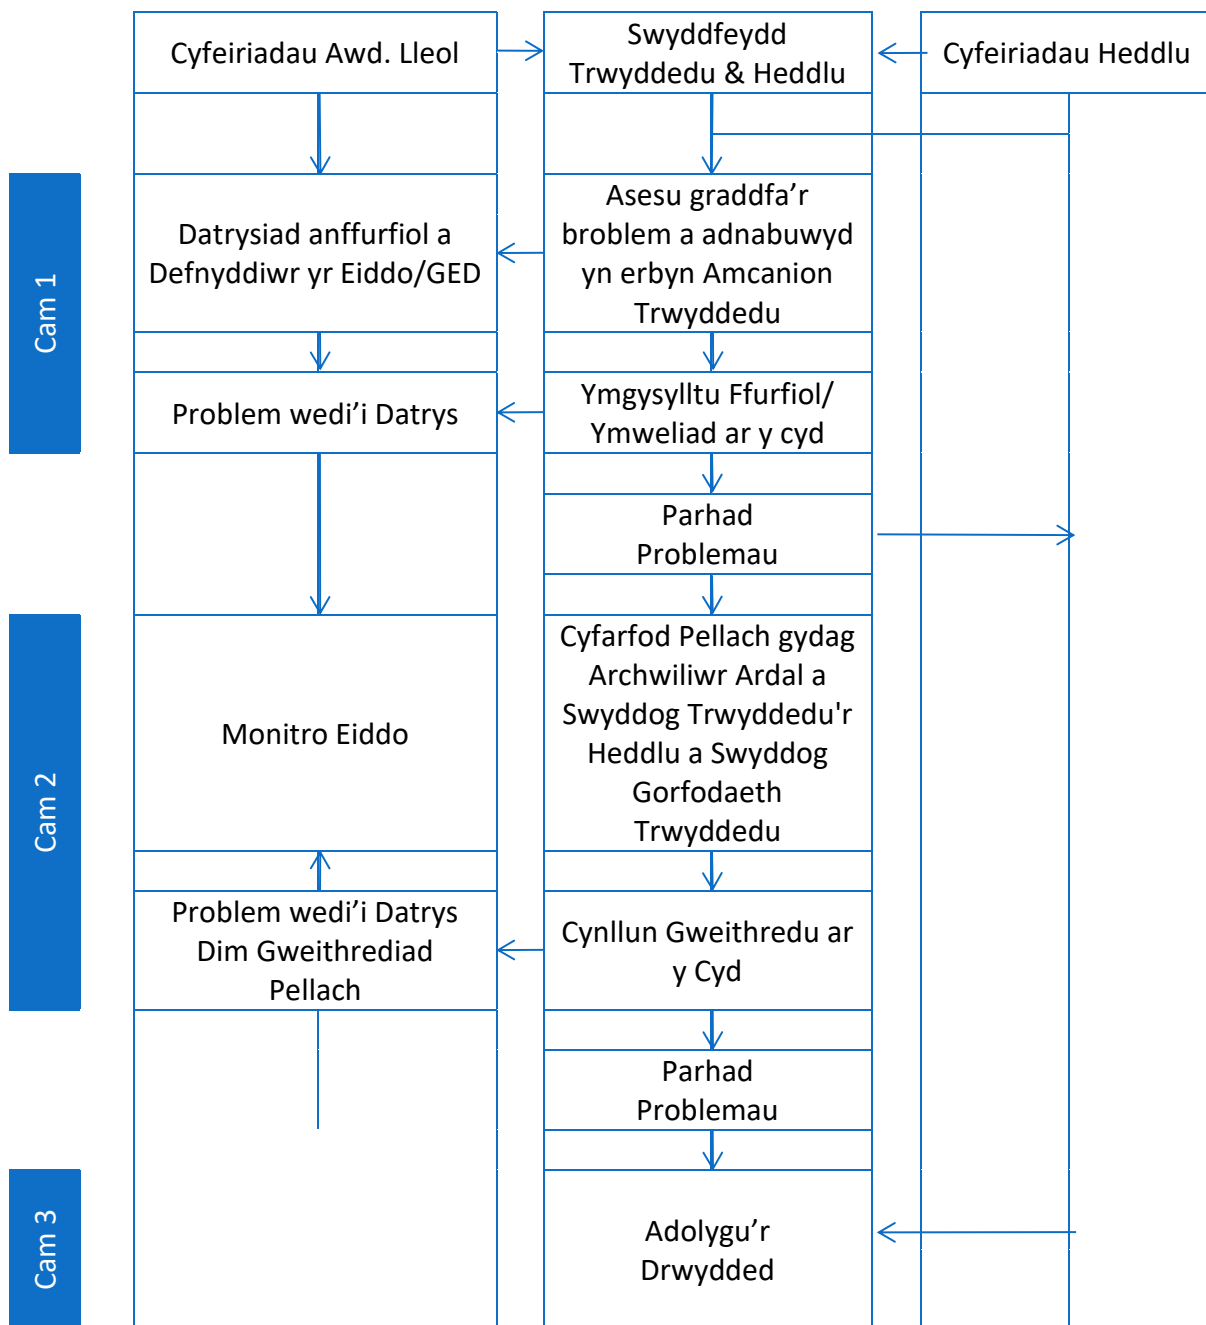 Cyfeiriadau Awd. Lleol
Swyddfeydd
Trwyddedu & Heddlu
Cyfeiriadau Heddlu
Cam 1
Datrysiad anffurfiol a
Defnyddiwr yr Eiddo/GED
Asesu graddfa’r
broblem a adnabuwyd
yn erbyn Amcanion
Trwyddedu
Problem wedi’i Datrys
Ymgysylltu Ffurfiol/
Ymweliad ar y cyd
Parhad
Problemau
Cam 2
Monitro Eiddo
Cyfarfod Pellach gydag
Archwiliwr Ardal a
Swyddog Trwyddedu'r
Heddlu a Swyddog
Gorfodaeth
Trwyddedu
Problem wedi’i Datrys
Dim Gweithrediad
Pellach
Cynllun Gweithredu ar
y Cyd
Parhad
Problemau
Cam 3
Adolygu’r
Drwydded